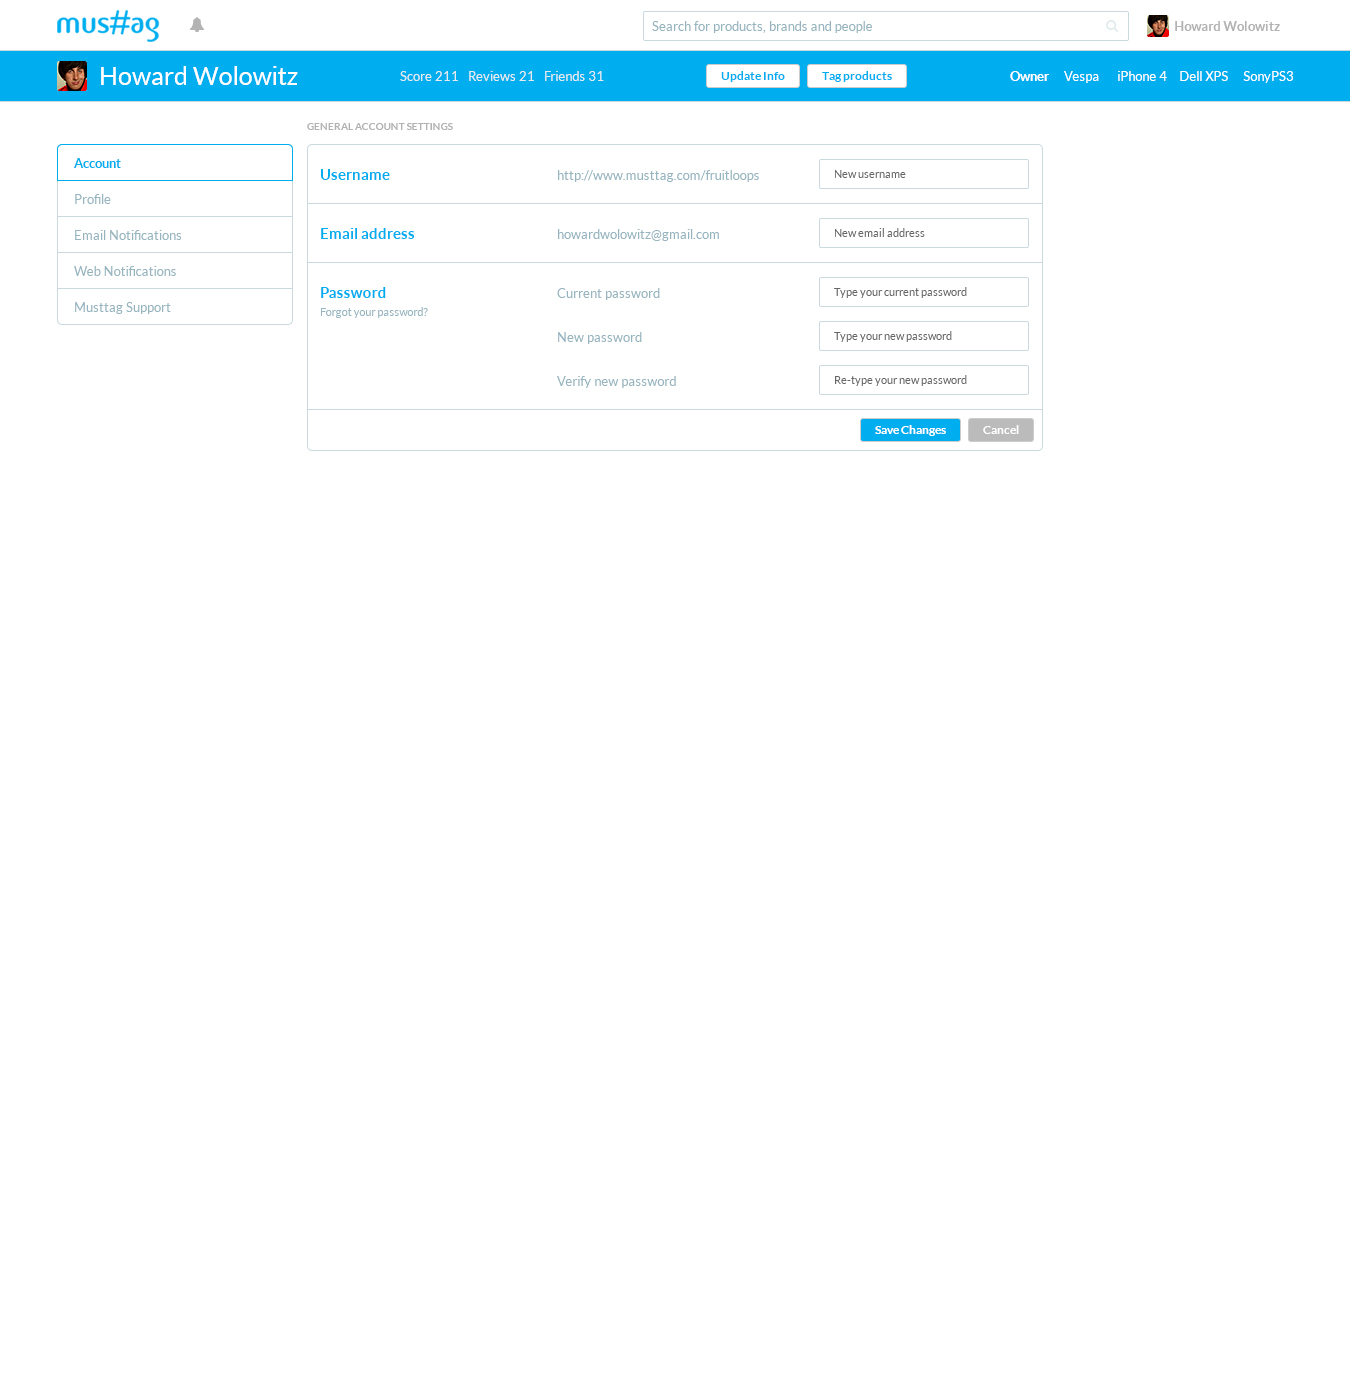 mus#ag
Search for products, brands and people
Howard Wolowitz
Howard Wolowitz
Score 211 Reviews 21 Friends 31
Update Info
Tag products
Owner Vespa iPhone 4 Dell XPS SonyPS3
GENERAL ACCOUNT SETTINGS
Account
Profile
Email Notifications
Web Notifications
Musttag Support
Username
http://www.musttag.com/fruitloops
New username
Email address
howardwolowitz@gmail.com
New email address
Password
Forgot your password?
Current password
Type your current password
New password
Type your new password
Verify new password
Re-type your new password
Save Changes
Cancel